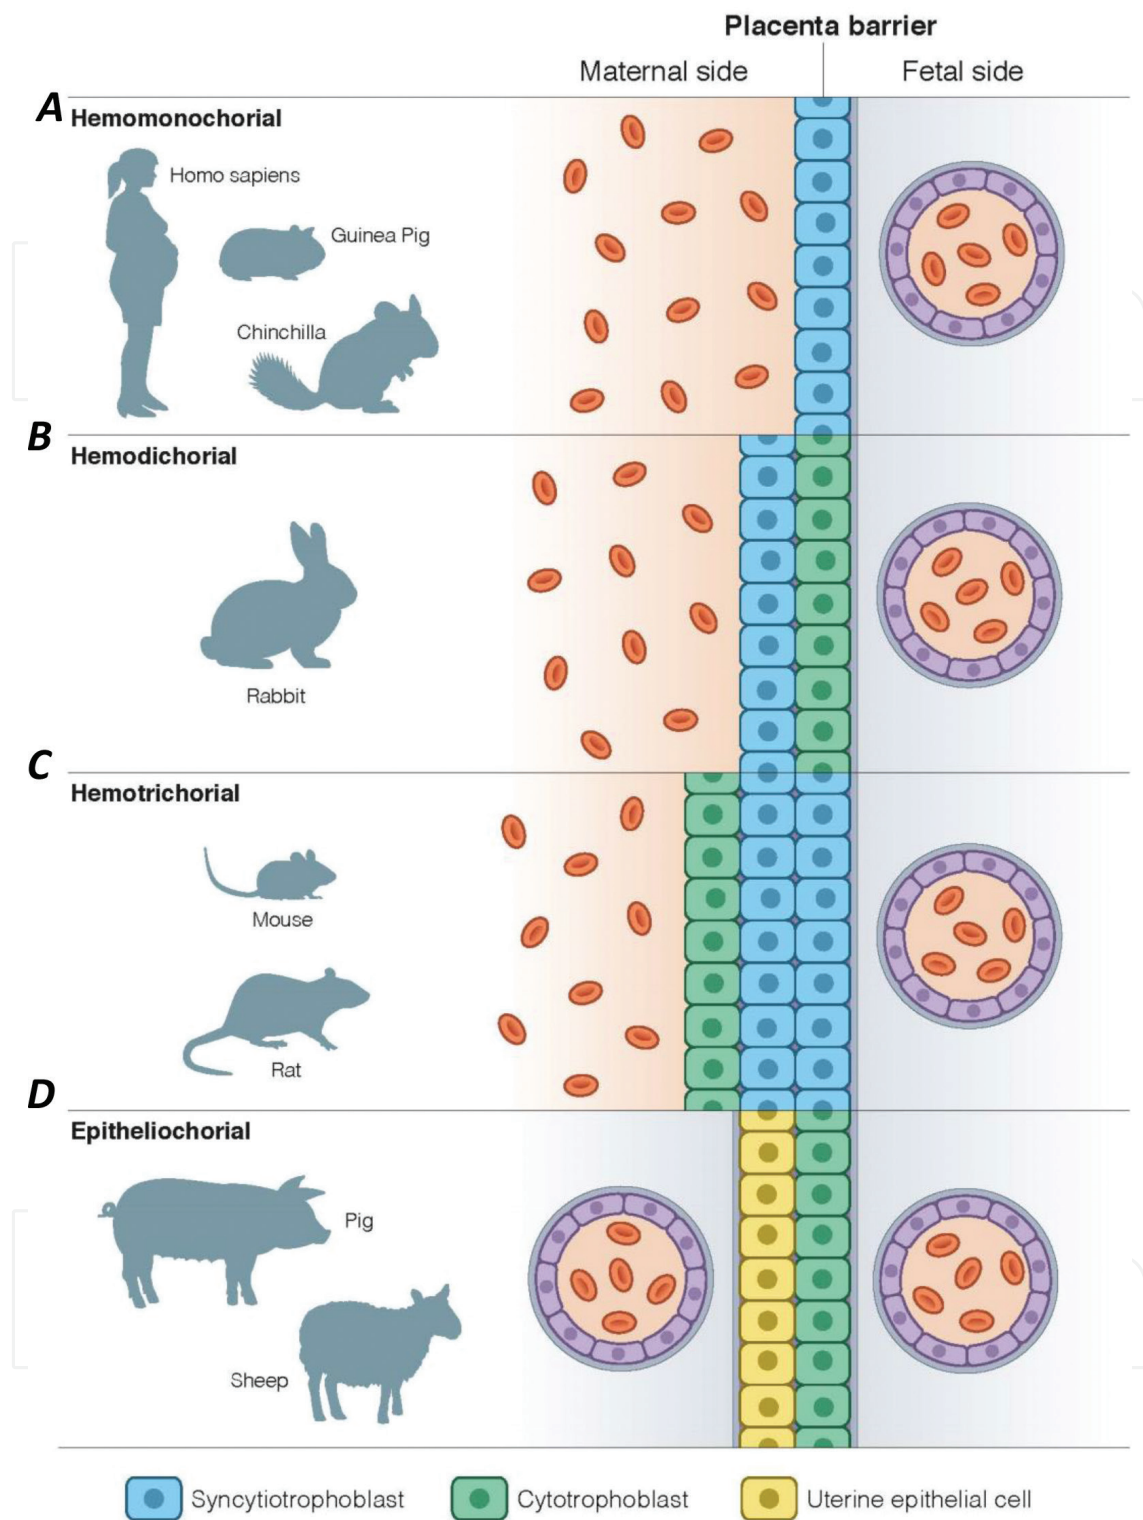 Placenta barrier
Maternal side Fetal side
A
Hemomonochorial
Homo sapiens
Guinea Pig
Chinchilla
B
Hemodichorial
Rabbit
C
Hemotrichorial
Mouse
Rat
D
Epitheliochorial
Pig
Sheep
Syncytiotrophoblast Cytotrophoblast Uterine epithelial cell